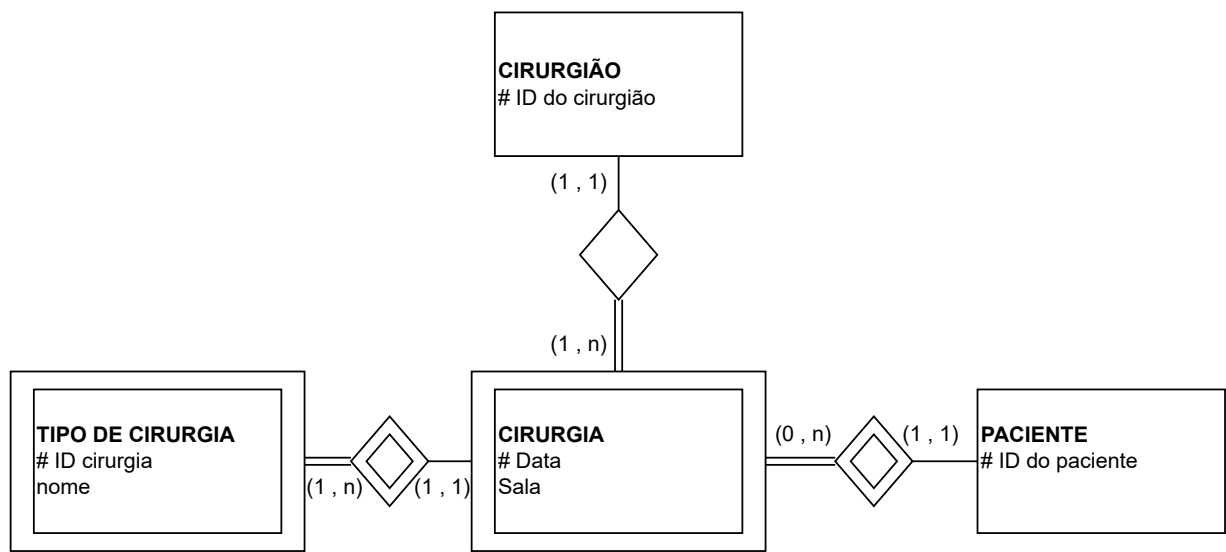 CIRURGIÃO
# ID do cirurgião
(1 , 1)
(1 , n)
TIPO DE CIRURGIA
# ID cirurgia
nome
(1 , n)
(1 , 1)
CIRURGIA
# Data
Sala
(0 , n)
(1 , 1)
PACIENTE
# ID do paciente